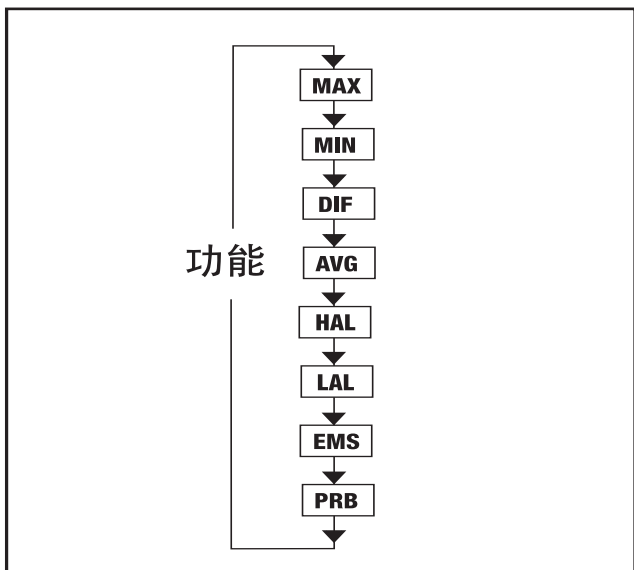 MAX
MIN
DIF
功能
AVG
HAL
LAL
EMS
PRB